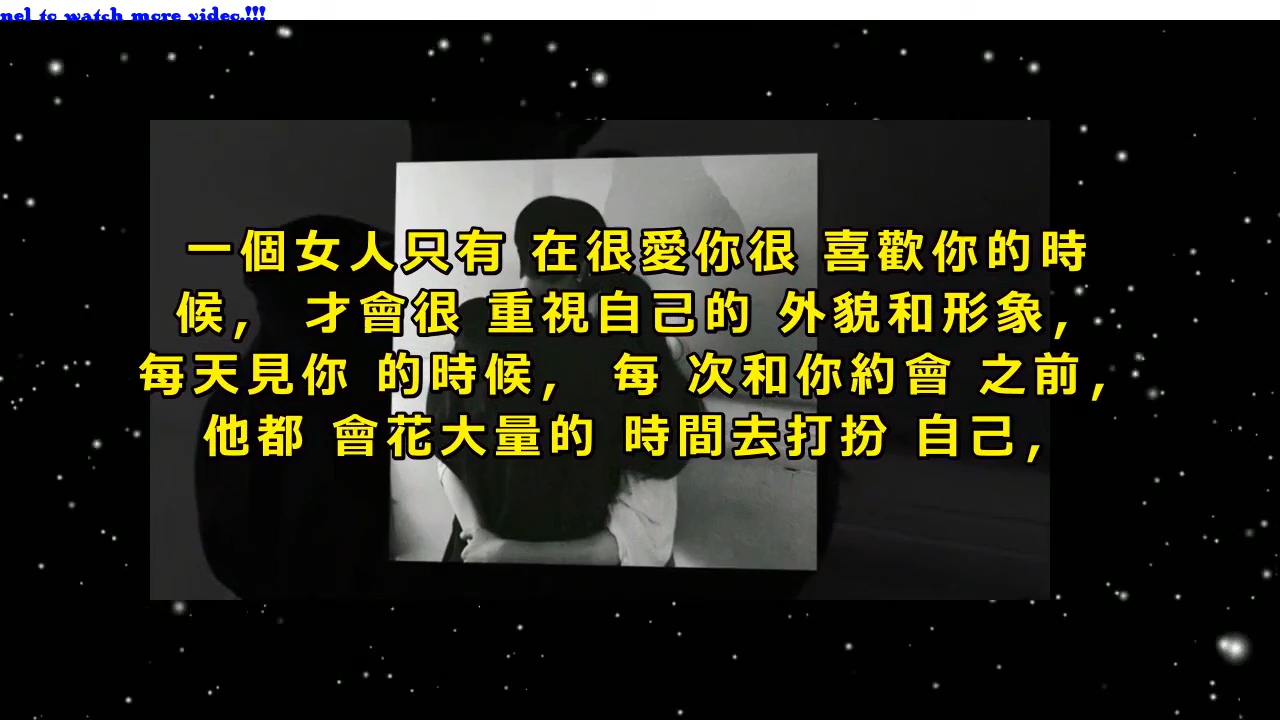 nel to watch more video.!!!
一個女人只有 在很愛你很 喜歡你的時
候， 才會很 重視自己的 外貌和形象，
每天見你 的時候， 每 次和你約會 之前，
他都 會花大量的 時間去打扮 自己，